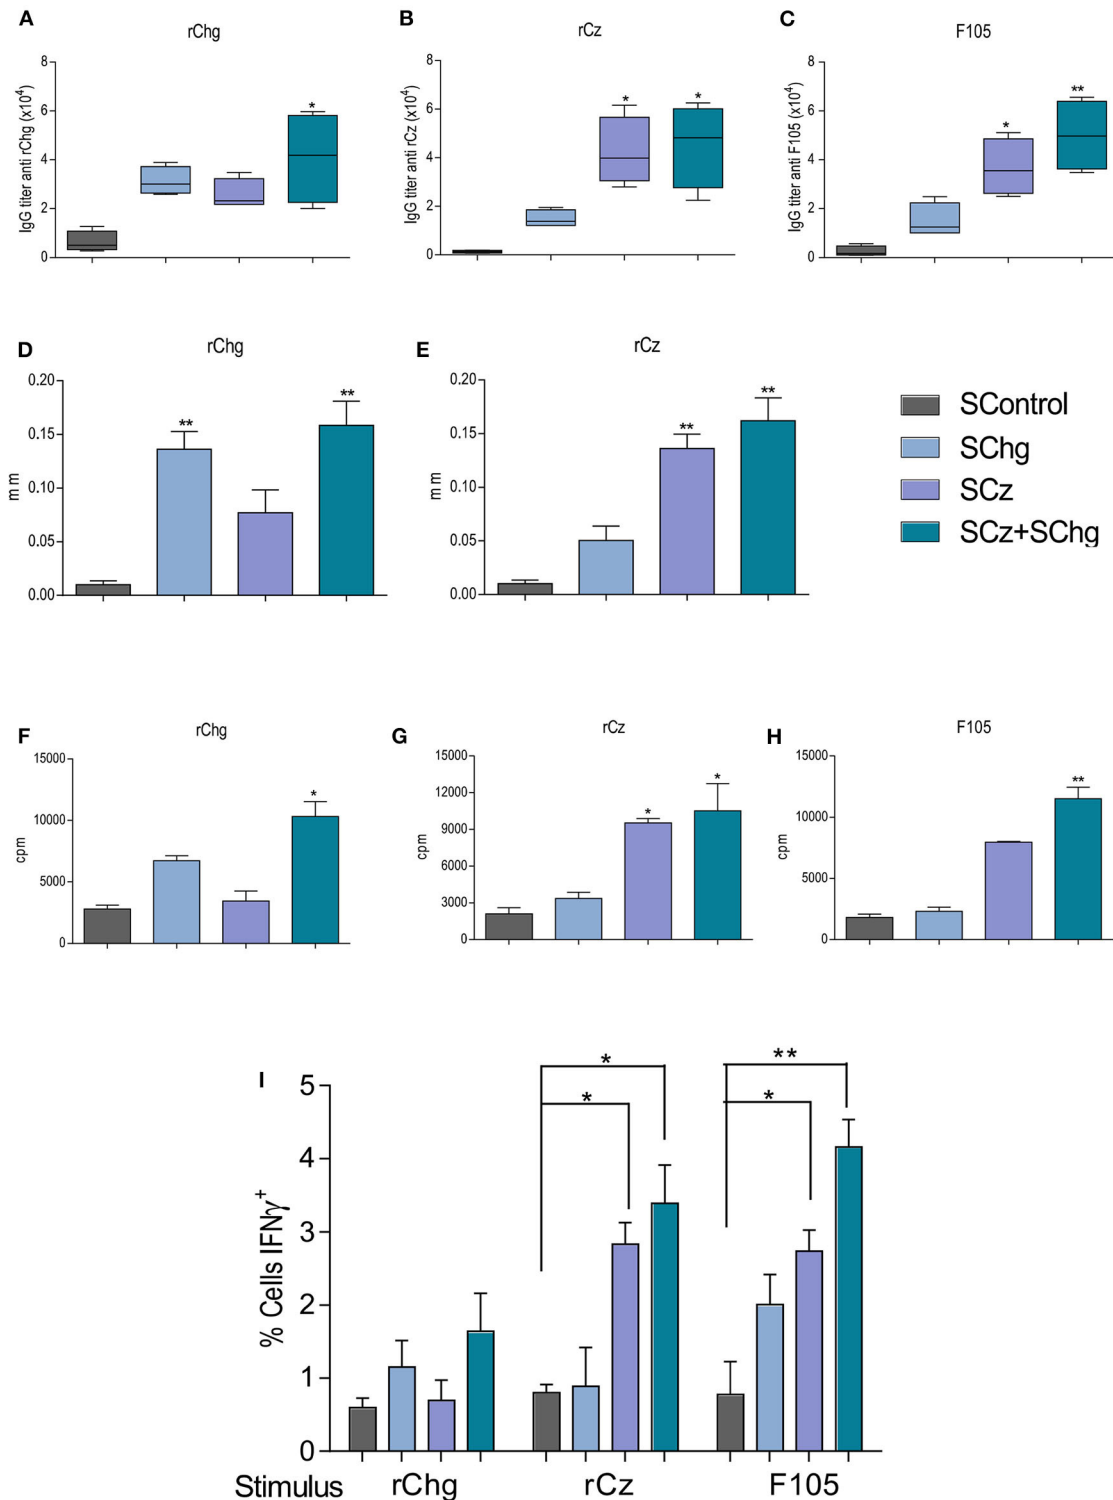 A
rChg
IgG titer anti rChg (x10⁴)
8
6
4
2
0
*
B
rCz
IgG titer anti rCz (x10⁴)
8
6
4
2
0
*
*
C
F105
IgG titer anti F105 (x10⁴)
8
6
4
2
0
*
**
D
rChg
mm
0.20
0.15
0.10
0.05
0.00
**
**
E
rCz
mm
0.20
0.15
0.10
0.05
0.00
**
**
SControl
SChg
SCz
SCz+SChg
F
rChg
cpm
15000
10000
5000
0
*
G
rCz
cpm
15000
12000
9000
6000
3000
0
*
*
H
F105
cpm
15000
10000
5000
0
**
I
% Cells IFNγ⁺
5
4
3
2
1
0
*
*
**
*
Stimulus rChg rCz F105